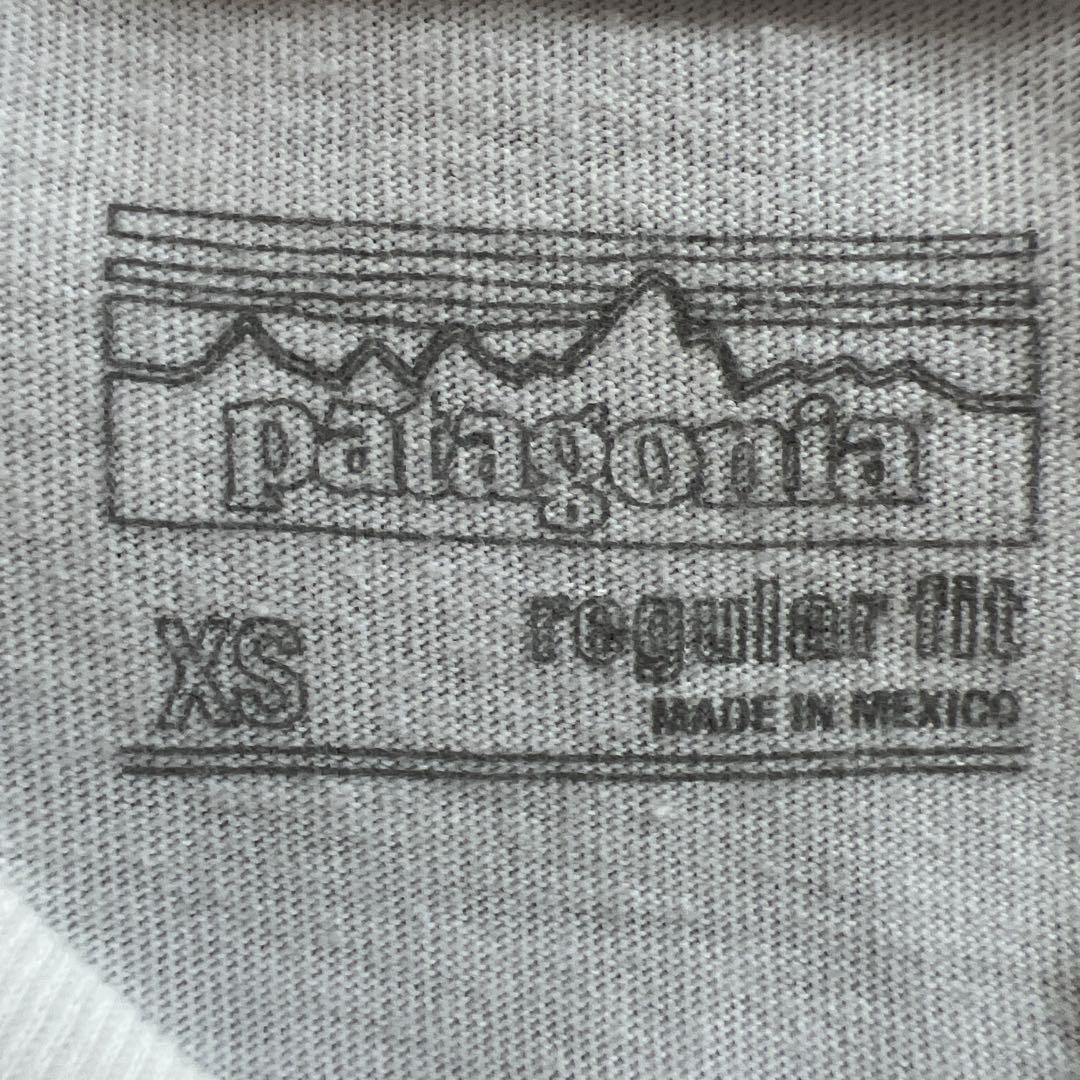 patagonia
XS
regular fit
MADE IN MEXICO